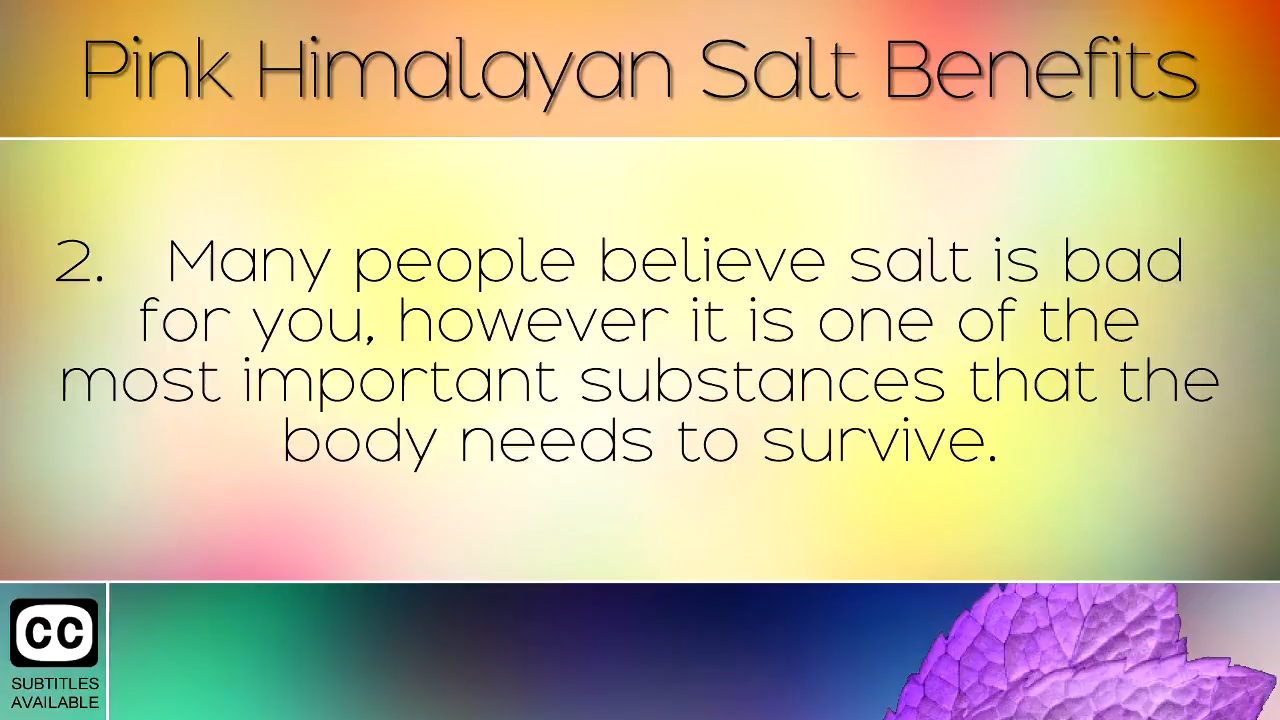 Pink Himalayan Salt Benefits
2. Many people believe salt is bad
for you, however it is one of the
most important substances that the
body needs to survive.
CC
SUBTITLES
AVAILABLE